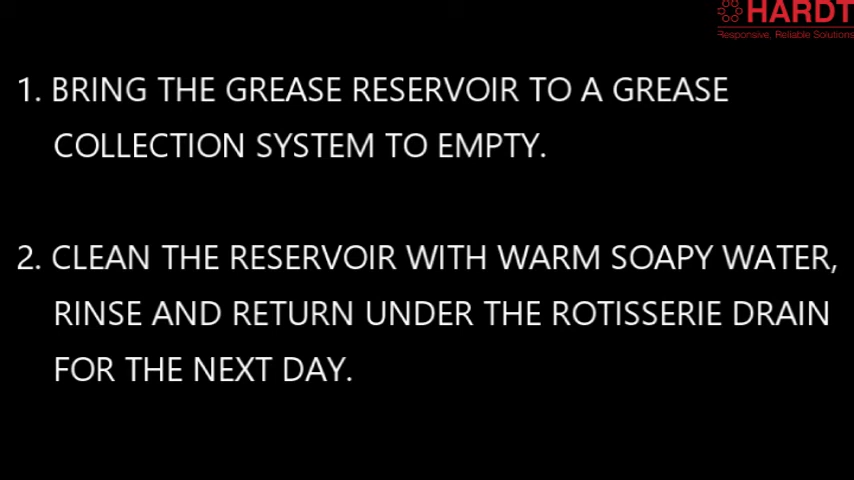 HARDT
Responsive, Reliable Solutions
1. BRING THE GREASE RESERVOIR TO A GREASE
COLLECTION SYSTEM TO EMPTY.
2. CLEAN THE RESERVOIR WITH WARM SOAPY WATER,
RINSE AND RETURN UNDER THE ROTISSERIE DRAIN
FOR THE NEXT DAY.